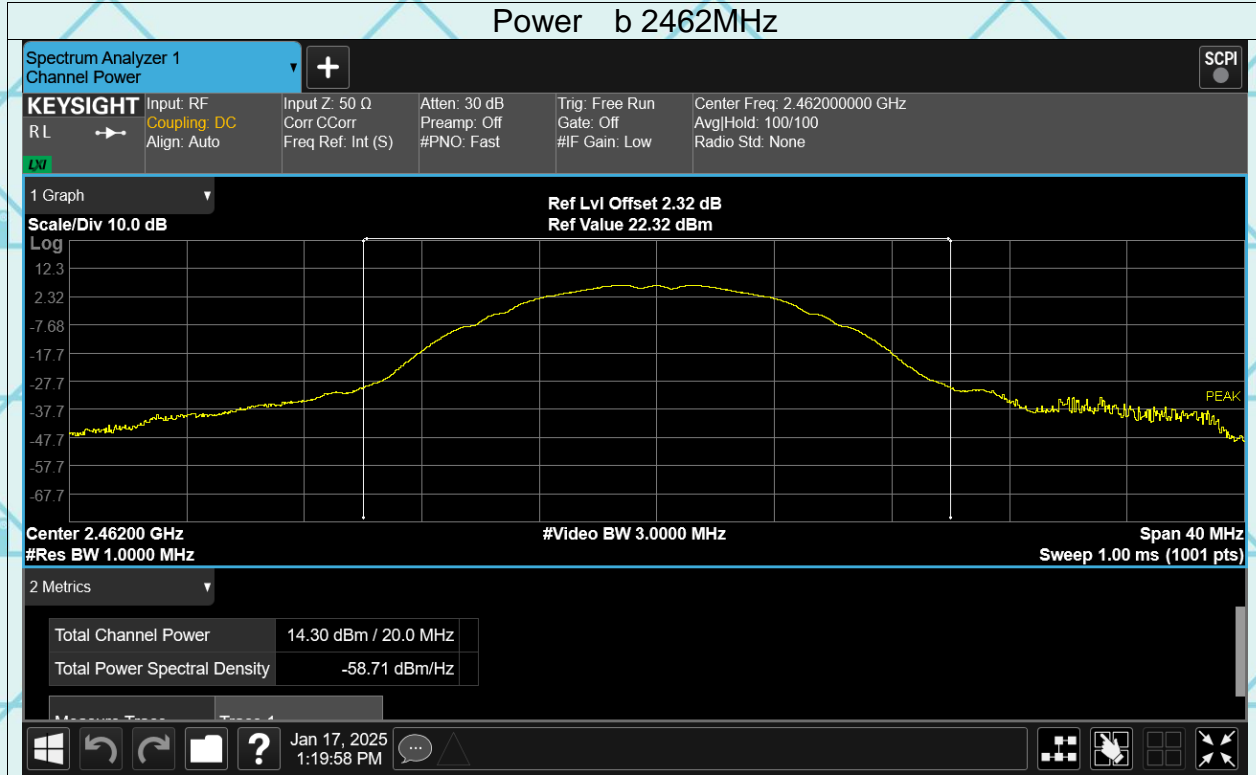 Power b 2462MHz
Spectrum Analyzer 1
Channel Power
SCPI
KEYSIGHT
R L
LXI
Input: RF
Coupling: DC
Align: Auto
Input Z: 50 Ω
Corr CCorr
Freq Ref: Int (S)
Atten: 30 dB
Preamp: Off
#PNO: Fast
Trig: Free Run
Gate: Off
#IF Gain: Low
Center Freq: 2.462000000 GHz
Avg|Hold: 100/100
Radio Std: None
1 Graph
Scale/Div 10.0 dB
Ref Lvl Offset 2.32 dB
Ref Value 22.32 dBm
Log
12.3
2.32
-7.68
-17.7
-27.7
-37.7
-47.7
-57.7
-67.7
PEAK
Center 2.46200 GHz
#Res BW 1.0000 MHz
#Video BW 3.0000 MHz
Span 40 MHz
Sweep 1.00 ms (1001 pts)
2 Metrics
Total Channel Power 14.30 dBm / 20.0 MHz
Total Power Spectral Density -58.71 dBm/Hz
Measure Trace Trace 1
?
Jan 17, 2025
1:19:58 PM